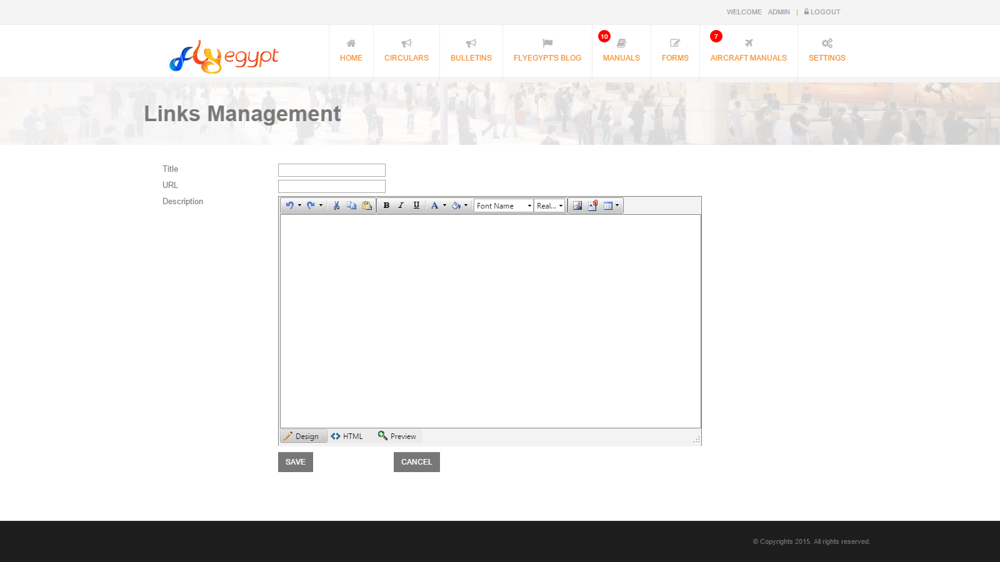 WELCOME ADMIN | LOGOUT
fly egypt
HOME
CIRCULARS
BULLETINS
FLYEGYPT'S BLOG
10
MANUALS
FORMS
7
AIRCRAFT MANUALS
SETTINGS
Links Management
Title
URL
Description
B I U A Font Name Real... A
Design HTML Preview
SAVE CANCEL
© Copyrights 2015. All rights reserved.